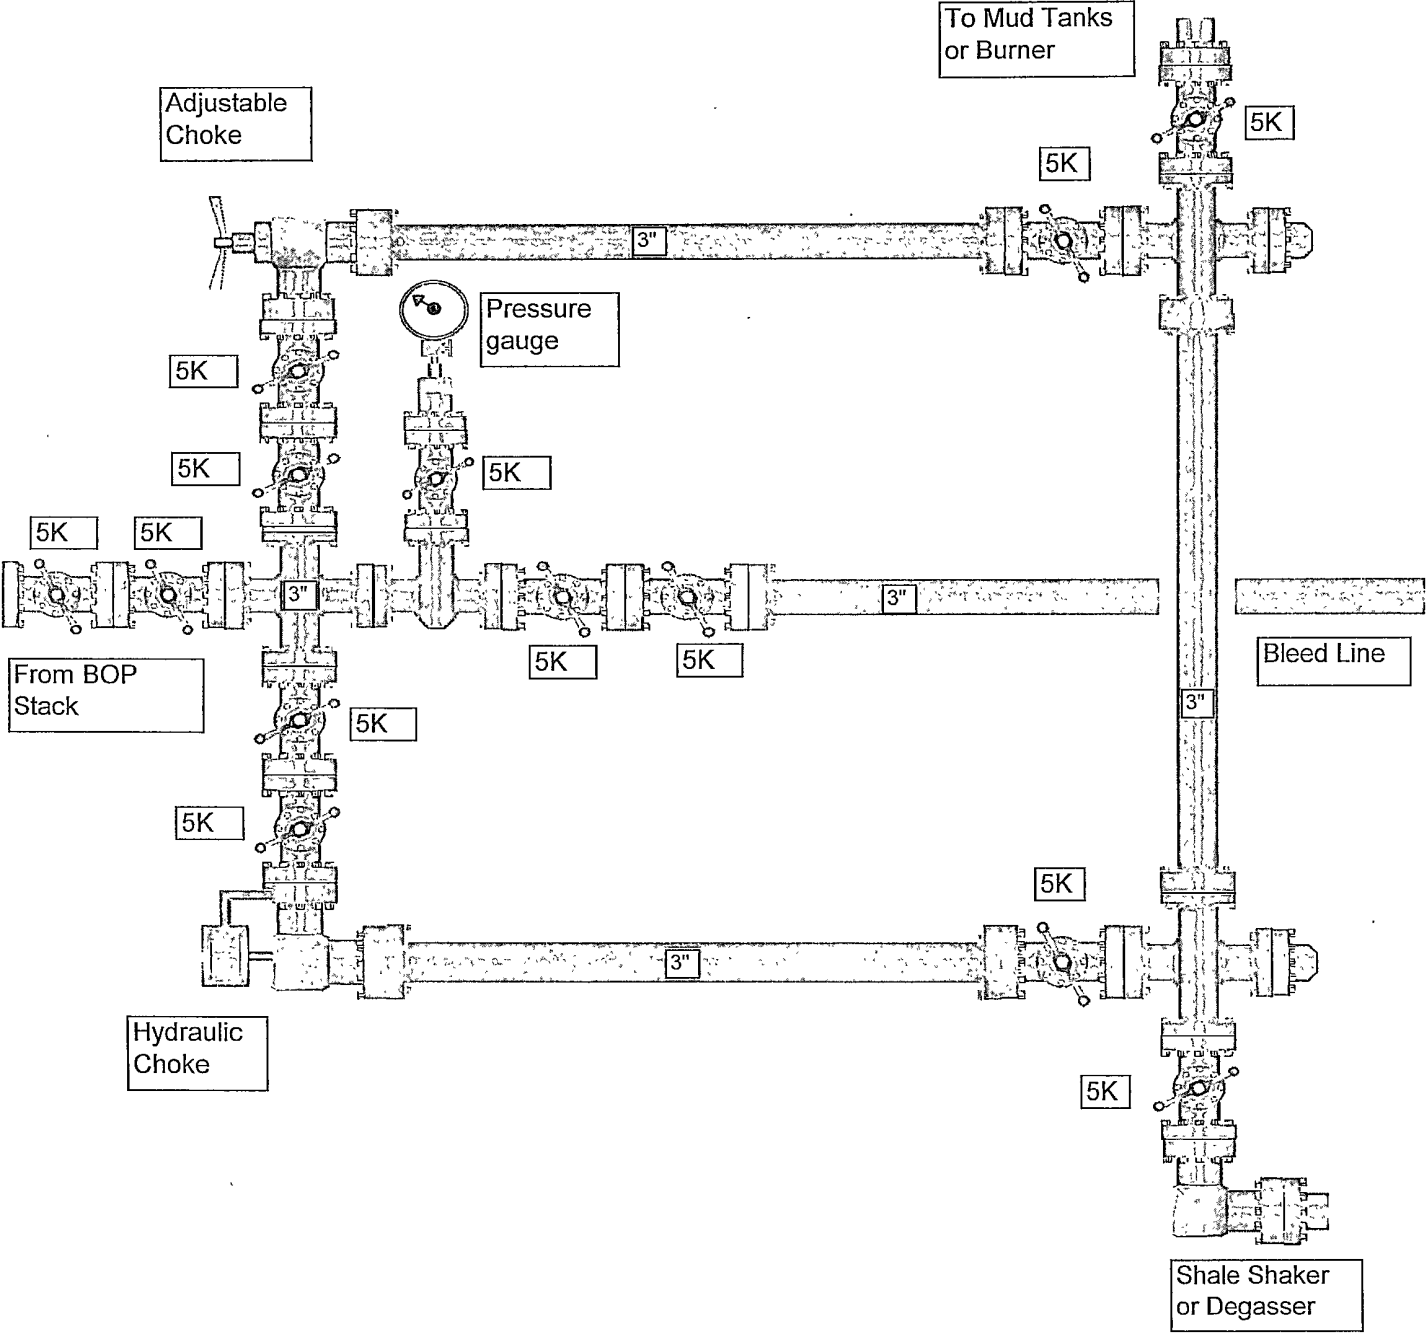 To Mud Tanks
or Burner
Adjustable
Choke
5K
5K
3"
Pressure
gauge
5K
5K
5K
5K
5K
3"
3"
5K
5K
From BOP
Stack
Bleed Line
3"
5K
5K
5K
3"
Hydraulic
Choke
5K
Shale Shaker
or Degasser